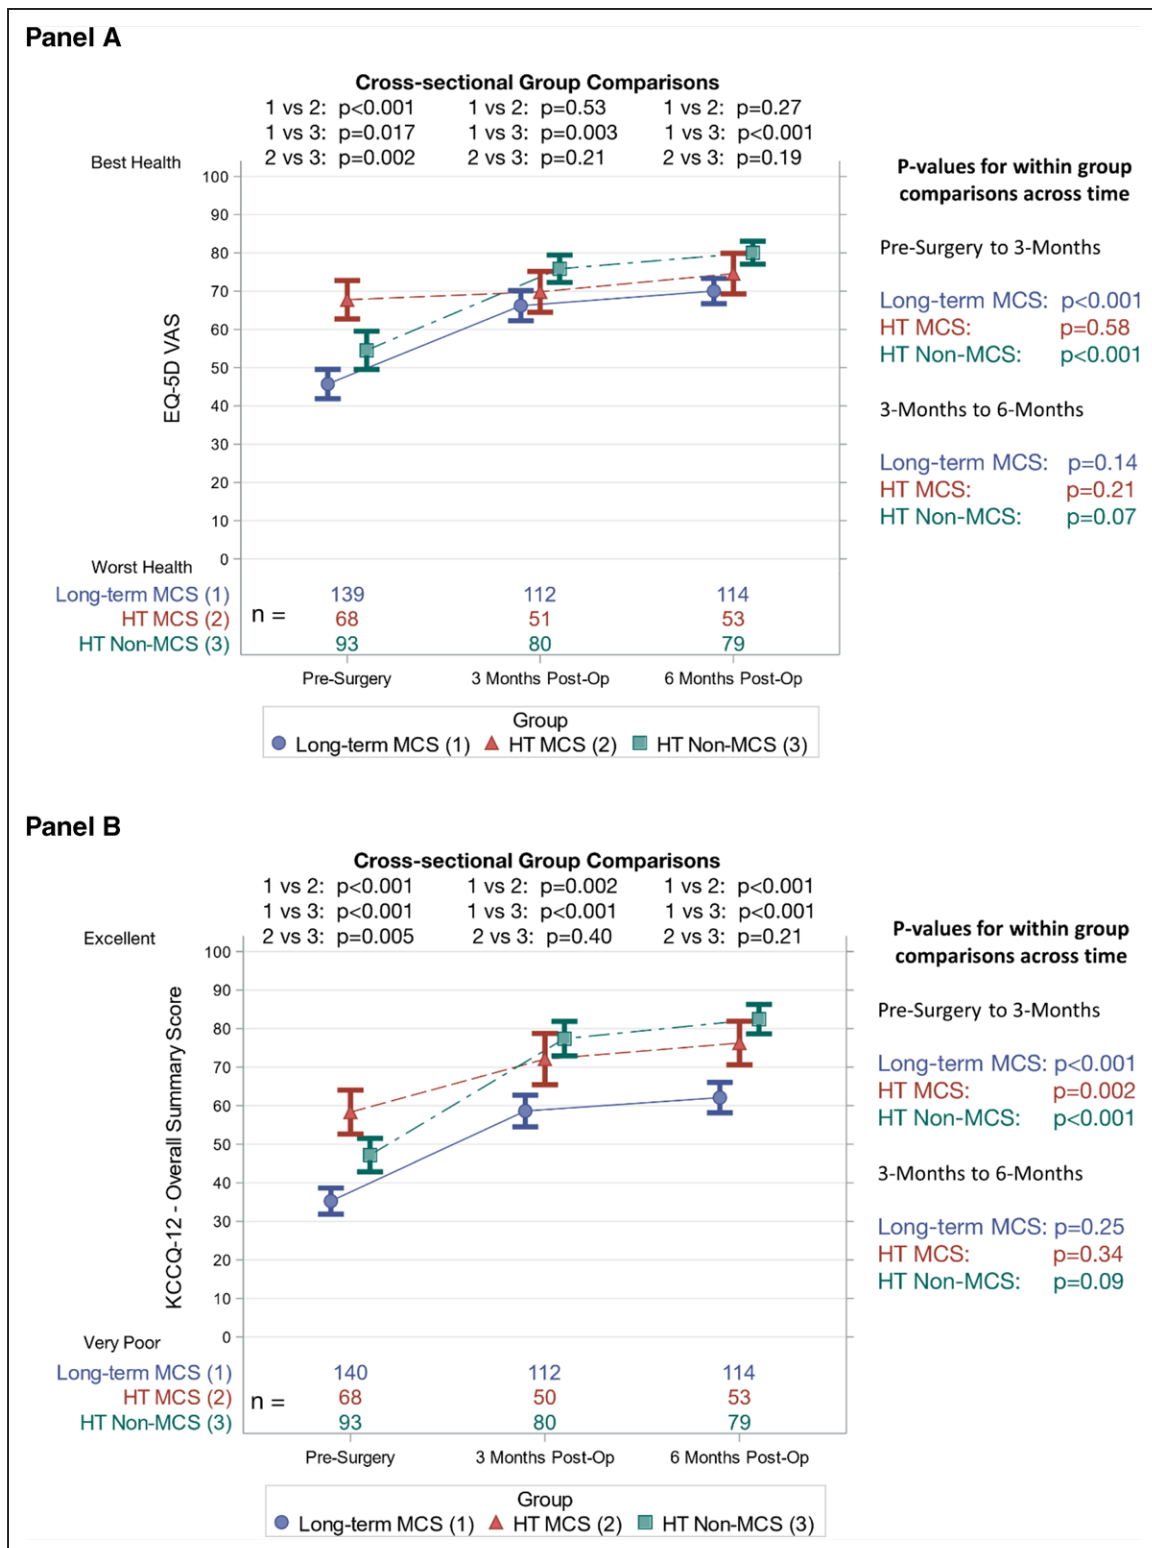 Panel A
Cross-sectional Group Comparisons
1 vs 2: p<0.001 1 vs 2: p=0.53 1 vs 2: p=0.27
1 vs 3: p=0.017 1 vs 3: p=0.003 1 vs 3: p<0.001
2 vs 3: p=0.002 2 vs 3: p=0.21 2 vs 3: p=0.19
Best Health
100
90
80
70
60
50
40
30
20
10
0
EQ-5D VAS
Worst Health
Long-term MCS (1) 139 112 114
HT MCS (2) n = 68 51 53
HT Non-MCS (3) 93 80 79
Pre-Surgery 3 Months Post-Op 6 Months Post-Op
Group
Long-term MCS (1) HT MCS (2) HT Non-MCS (3)
P-values for within group
comparisons across time
Pre-Surgery to 3-Months
Long-term MCS: p<0.001
HT MCS: p=0.58
HT Non-MCS: p<0.001
3-Months to 6-Months
Long-term MCS: p=0.14
HT MCS: p=0.21
HT Non-MCS: p=0.07
Panel B
Cross-sectional Group Comparisons
1 vs 2: p<0.001 1 vs 2: p=0.002 1 vs 2: p<0.001
1 vs 3: p<0.001 1 vs 3: p<0.001 1 vs 3: p<0.001
2 vs 3: p=0.005 2 vs 3: p=0.40 2 vs 3: p=0.21
Excellent
100
90
80
70
60
50
40
30
20
10
0
KCCQ-12 - Overall Summary Score
Very Poor
Long-term MCS (1) 140 112 114
HT MCS (2) n = 68 50 53
HT Non-MCS (3) 93 80 79
Pre-Surgery 3 Months Post-Op 6 Months Post-Op
Group
Long-term MCS (1) HT MCS (2) HT Non-MCS (3)
P-values for within group
comparisons across time
Pre-Surgery to 3-Months
Long-term MCS: p<0.001
HT MCS: p=0.002
HT Non-MCS: p<0.001
3-Months to 6-Months
Long-term MCS: p=0.25
HT MCS: p=0.34
HT Non-MCS: p=0.09